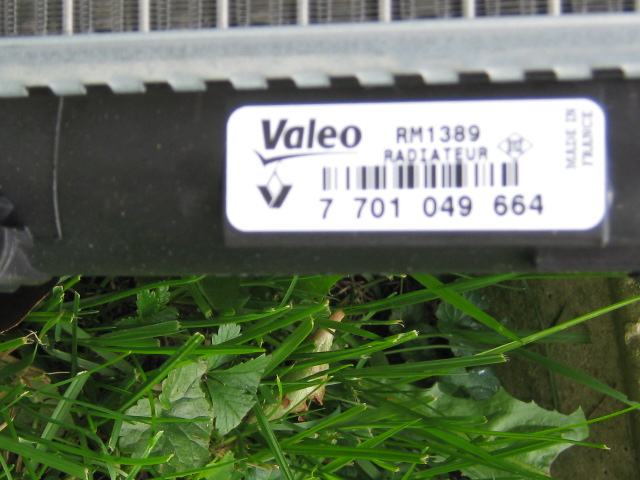 Valeo
RM1389
RADIATEUR
7 701 049 664
MADE IN
FRANCE